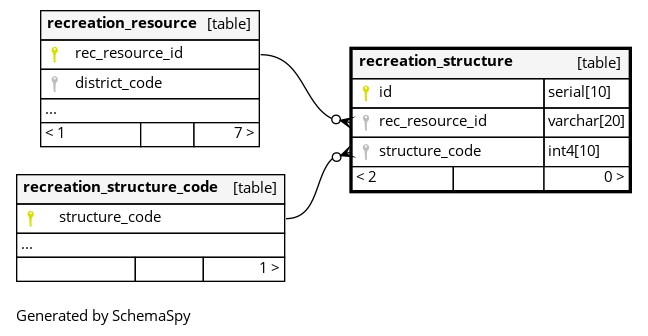 recreation_resource [table]
rec_resource_id
district_code
...
< 1 7 >
recreation_structure [table]
id serial[10]
rec_resource_id varchar[20]
structure_code int4[10]
< 2 0 >
recreation_structure_code [table]
structure_code
...
1 >
Generated by SchemaSpy